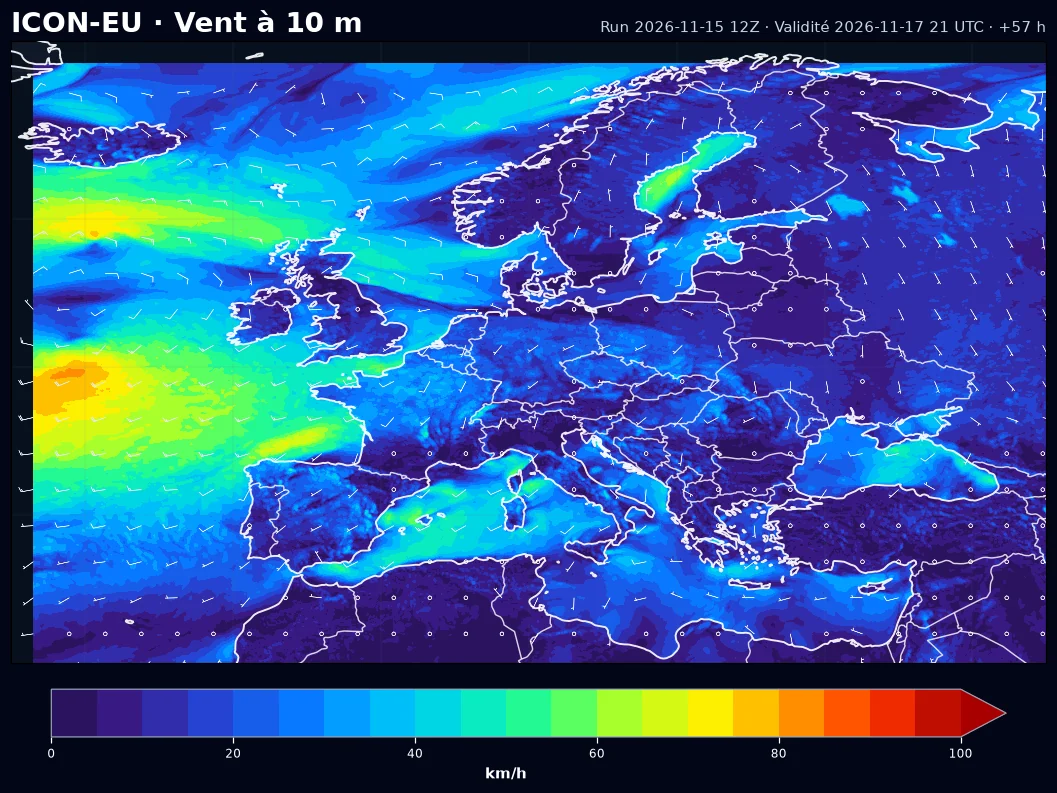 ICON-EU · Vent à 10 m
Run 2026-11-15 12Z · Validité 2026-11-17 21 UTC · +57 h
0 20 40 60 80 100
km/h